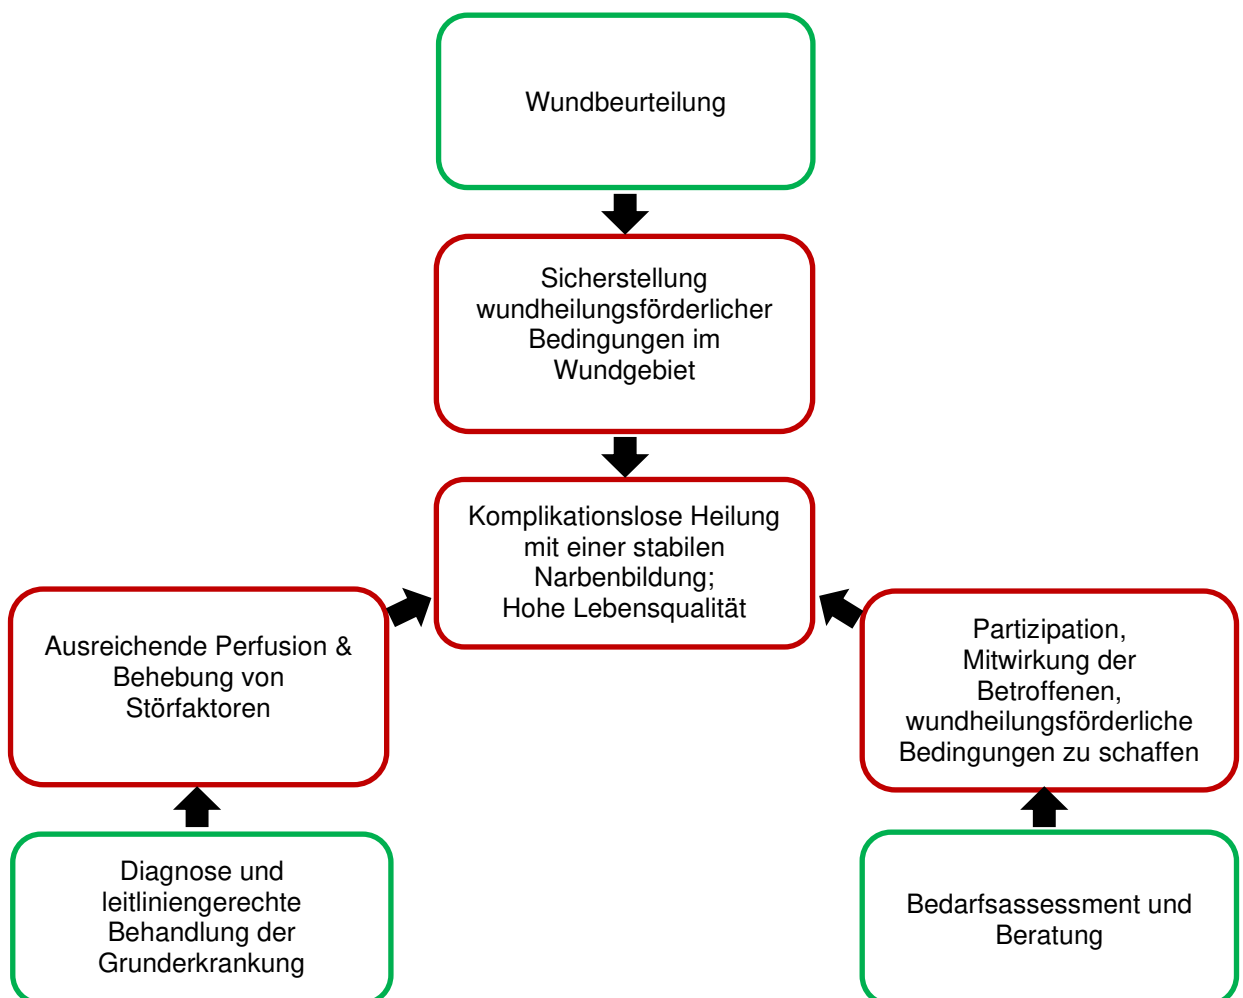 Wundbeurteilung
Sicherstellung
wundheilungsförderlicher
Bedingungen im
Wundgebiet
Komplikationslose Heilung
mit einer stabilen
Narbenbildung;
Hohe Lebensqualität
Ausreichende Perfusion &
Behebung von
Störfaktoren
Partizipation,
Mitwirkung der
Betroffenen,
wundheilungsförderliche
Bedingungen zu schaffen
Diagnose und
leitliniengerechte
Behandlung der
Grunderkrankung
Bedarfsassessment und
Beratung